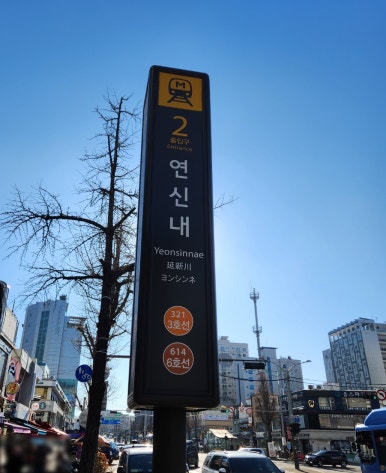 M
2
출입구
Entrance
연신내
Yeonsinnae
延新川
ヨンシンネ
321
3호선
614
6호선